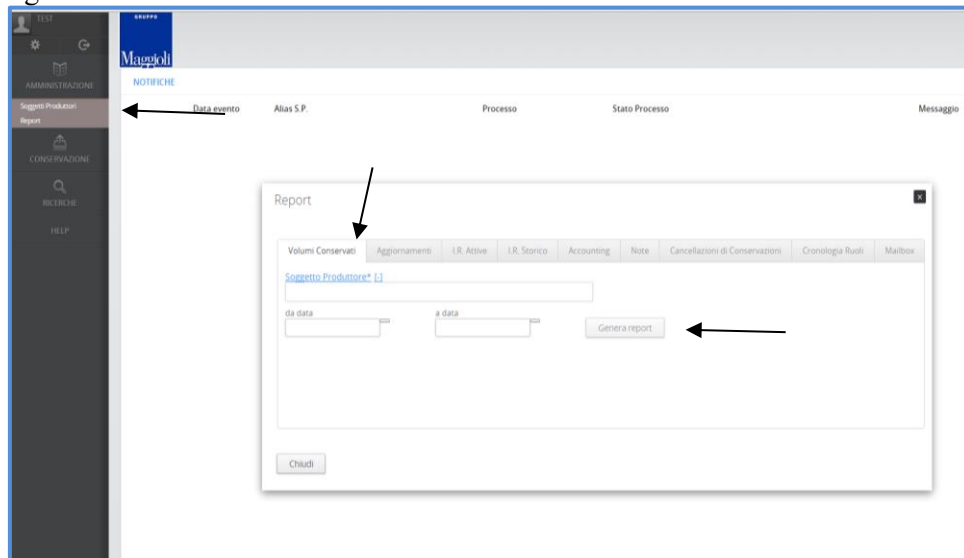 TEST
GRUPPO
Maggioli
AMMINISTRAZIONE
Soggetti Produttori
Report
CONSERVAZIONE
RICERCHE
HELP
NOTIFICHE
Data evento Alias S.P. Processo Stato Processo Messaggio
Report
x
Volumi Conservati Aggiornamenti I.R. Attive I.R. Storico Accounting Note Cancellazioni di Conservazioni Cronologia Ruoli Mailbox
Soggetto Produttore* [-]
da data a data
Genera report
Chiudi